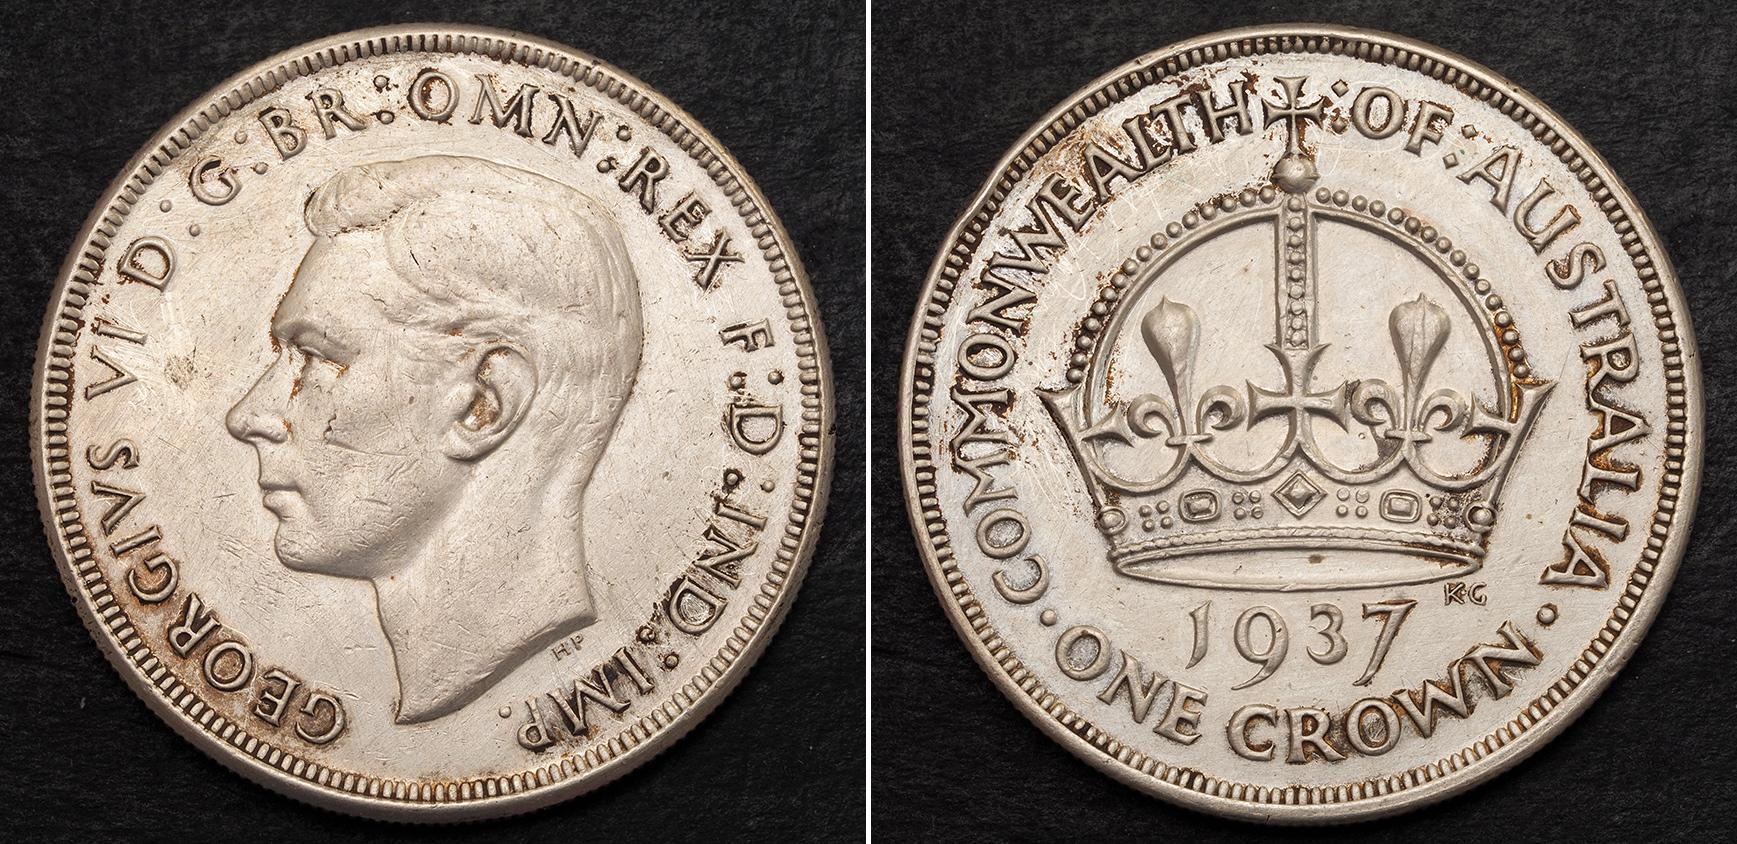 GEORGIVS VI D·G·BR:OMN:REX F·D·IND:IMP·
HP
COMMONWEALTH·OF·AUSTRALIA
·ONE CROWN·
1937
KG